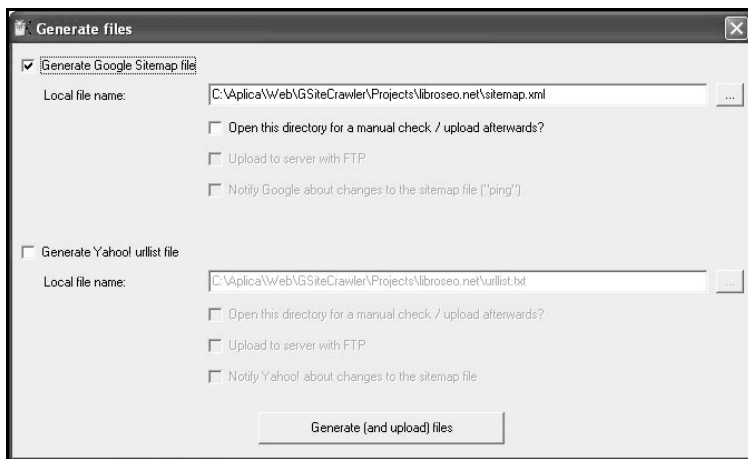 Generate files
Generate Google Sitemap file
Local file name: C:\Aplica\Web\GSiteCrawler\Projects\libroseo.net\sitemap.xml ...
Open this directory for a manual check / upload afterwards?
Upload to server with FTP
Notify Google about changes to the sitemap file ("ping")
Generate Yahoo! urllist file
Local file name: C:\Aplica\Web\GSiteCrawler\Projects\libroseo.net\urllist.txt ...
Open this directory for a manual check / upload afterwards?
Upload to server with FTP
Notify Yahoo! about changes to the sitemap file
Generate (and upload) files